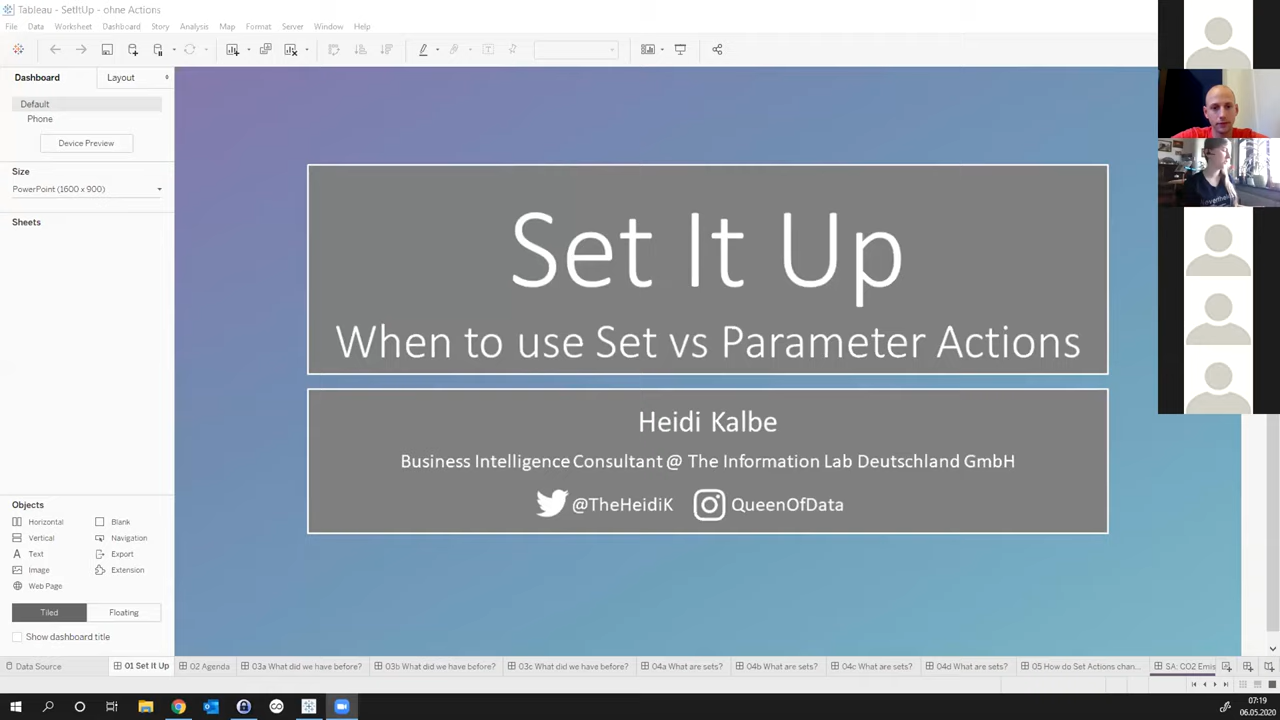 Tableau - SetItUp - ohne Actions
File Data Worksheet Dashboard Story Analysis Map Format Server Window Help
Dashboard Layout
Default
Phone
Device Preview
Size
PowerPoint (1600 x 900)
Sheets
Set It Up
When to use Set vs Parameter Actions
Heidi Kalbe
Business Intelligence Consultant @ The Information Lab Deutschland GmbH
@TheHeidiK QueenOfData
Objects
Horizontal Blank
Vertical Navigation
Text Export
Image Extension
Web Page
Tiled Floating
Show dashboard title
Data Source 01 Set It Up 02 Agenda 03a What did we have before? 03b What did we have before? 03c What did we have before? 04a What are sets? 04b What are sets? 04c What are sets? 04d What are sets? 05 How do Set Actions chan... SA: CO2 Emis
07:19
06.05.2020